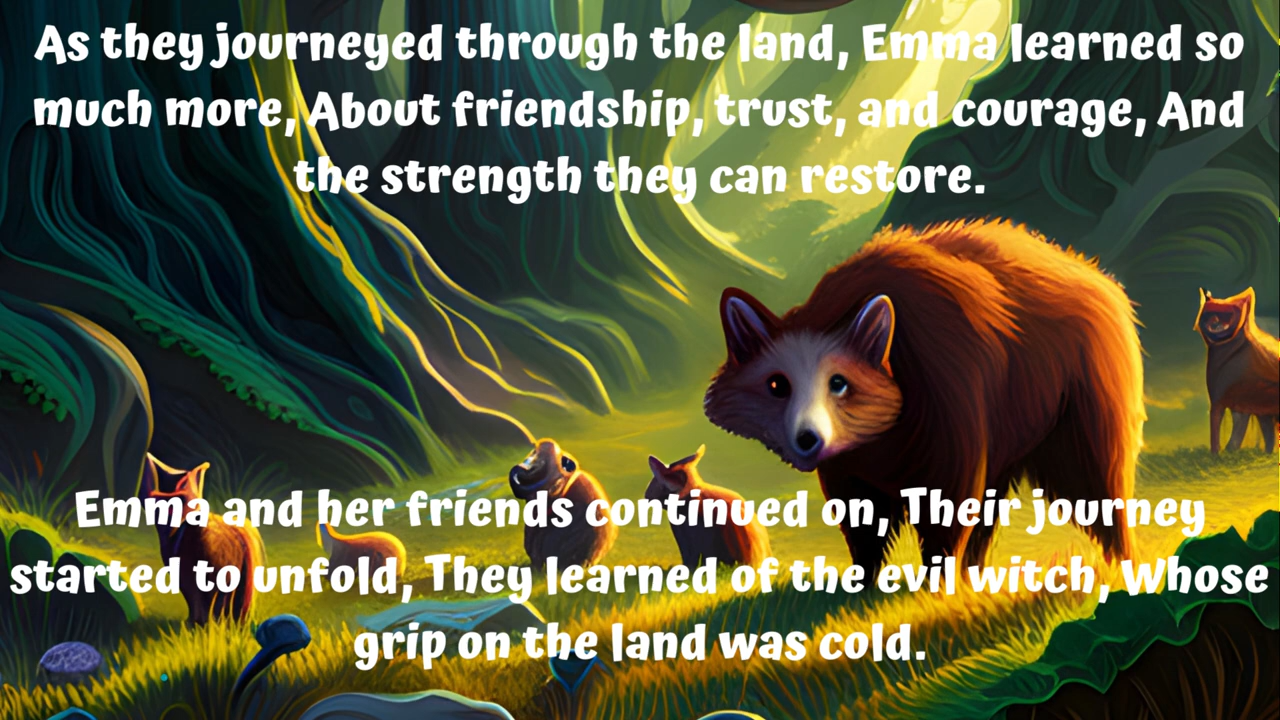 As they journeyed through the land, Emma learned so
much more, About friendship, trust, and courage, And
the strength they can restore.
Emma and her friends continued on, Their journey
started to unfold, They learned of the evil witch, Whose
grip on the land was cold.